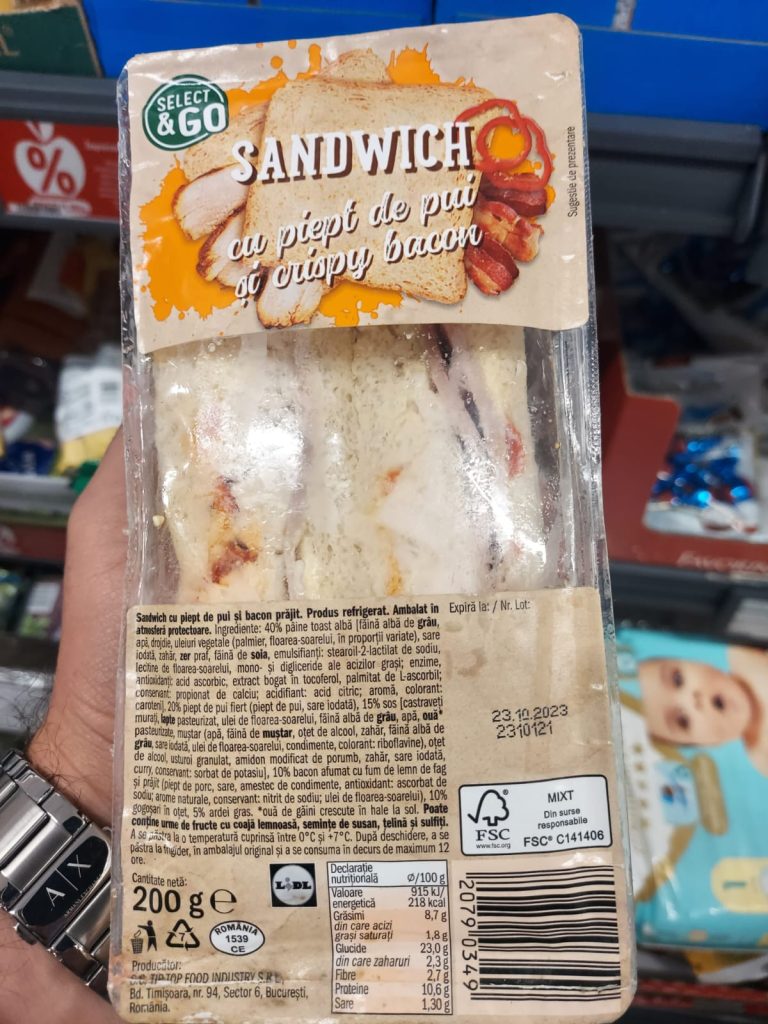 SELECT
&GO
SANDWICH
cu piept de pui
și crispy bacon
Sugestie de prezentare
%
Sandwich cu piept de pui și bacon prăjit. Produs refrigerat. Ambalat în
atmosferă protectoare. Ingrediente: 40% pâine toast albă [făină albă de grâu,
apă, drojdie, uleiuri vegetale (palmier, floarea-soarelui, în proporții variate), sare
iodată, zahăr, zer praf, făină de soia, emulsifianți: stearoil-2-lactilat de sodiu,
lecitine de floarea-soarelui, mono- și digliceride ale acizilor grași; enzime,
antioxidanți: acid ascorbic, extract bogat în tocoferol, palmitat de L-ascorbil;
conservant: propionat de calciu; acidifiant: acid citric; aromă, colorant:
caroteni], 20% piept de pui fiert (piept de pui, sare iodată), 15% sos [castraveți
murați, lapte pasteurizat, ulei de floarea-soarelui, făină albă de grâu, apă, ouă*
pasteurizate, muștar (apă, făină de muștar, oțet de alcool, zahăr, făină albă de
grâu, sare iodată, ulei de floarea-soarelui, condimente, colorant: riboflavine), oțet
de alcool, usturoi granulat, amidon modificat de porumb, zahăr, sare iodată,
curry, conservant: sorbat de potasiu], 10% bacon afumat cu fum de lemn de fag
și prăjit (piept de porc, sare, amestec de condimente, antioxidant: ascorbat de
sodiu; arome naturale, conservant: nitrit de sodiu; ulei de floarea-soarelui), 10%
gogoșari în oțet, 5% ardei gras. *ouă de găini crescute în hale la sol. Poate
conține urme de fructe cu coajă lemnoasă, semințe de susan, țelină și sulfiți.
A se păstra la o temperatură cuprinsă între 0°C și +7°C. După deschidere, a se
păstra la frigider, în ambalajul original și a se consuma în decurs de maximum 12
ore.
Expiră la: / Nr. Lot:
23.10.2023
2310121
FSC
www.fsc.org
MIXT
Din surse
responsabile
FSC® C141406
Cantitate netă:
200 g e
LIDL
ROMÂNIA
1539
CE
Producător:
S.C. TIP TOP FOOD INDUSTRY S.R.L.,
Bd. Timișoara, nr. 94, Sector 6, București,
România.
Declarație
nutrițională Ø/100 g
Valoare 915 kJ/
energetică 218 kcal
Grăsimi 8,7 g
din care acizi
grași saturați 1,8 g
Glucide 23,0 g
din care zaharuri 2,3 g
Fibre 2,7 g
Proteine 10,6 g
Sare 1,30 g
2079 0349
A|X